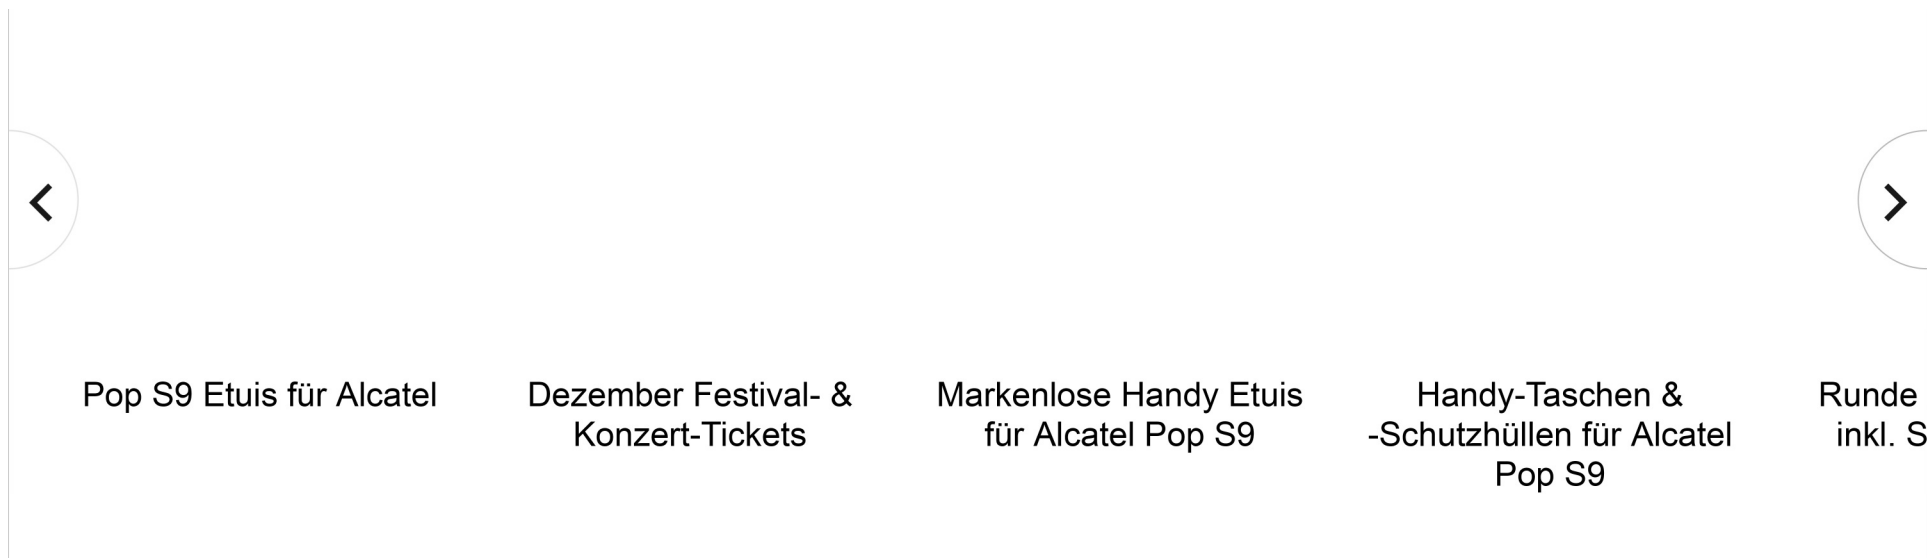 Pop S9 Etuis für Alcatel
Dezember Festival- &
Konzert-Tickets
Markenlose Handy Etuis
für Alcatel Pop S9
Handy-Taschen &
-Schutzhüllen für Alcatel
Pop S9
Runde
inkl. S